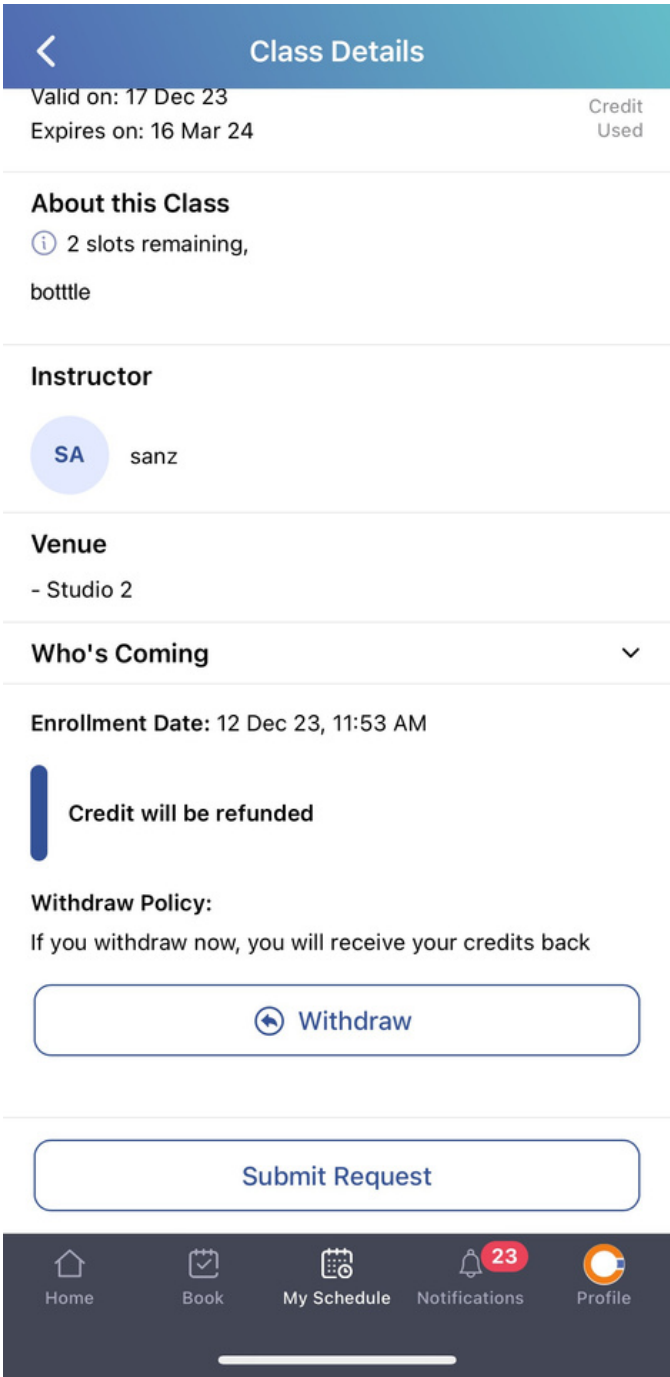 Class Details
Valid on: 17 Dec 23
Credit
Expires on: 16 Mar 24
Used
About this Class
2 slots remaining,
botttle
Instructor
SA
sanz
Venue
- Studio 2
Who's Coming
Enrollment Date: 12 Dec 23, 11:53 AM
Credit will be refunded
Withdraw Policy:
If you withdraw now, you will receive your credits back
Withdraw
Submit Request
23
Home
Book
My Schedule
Notifications
Profile